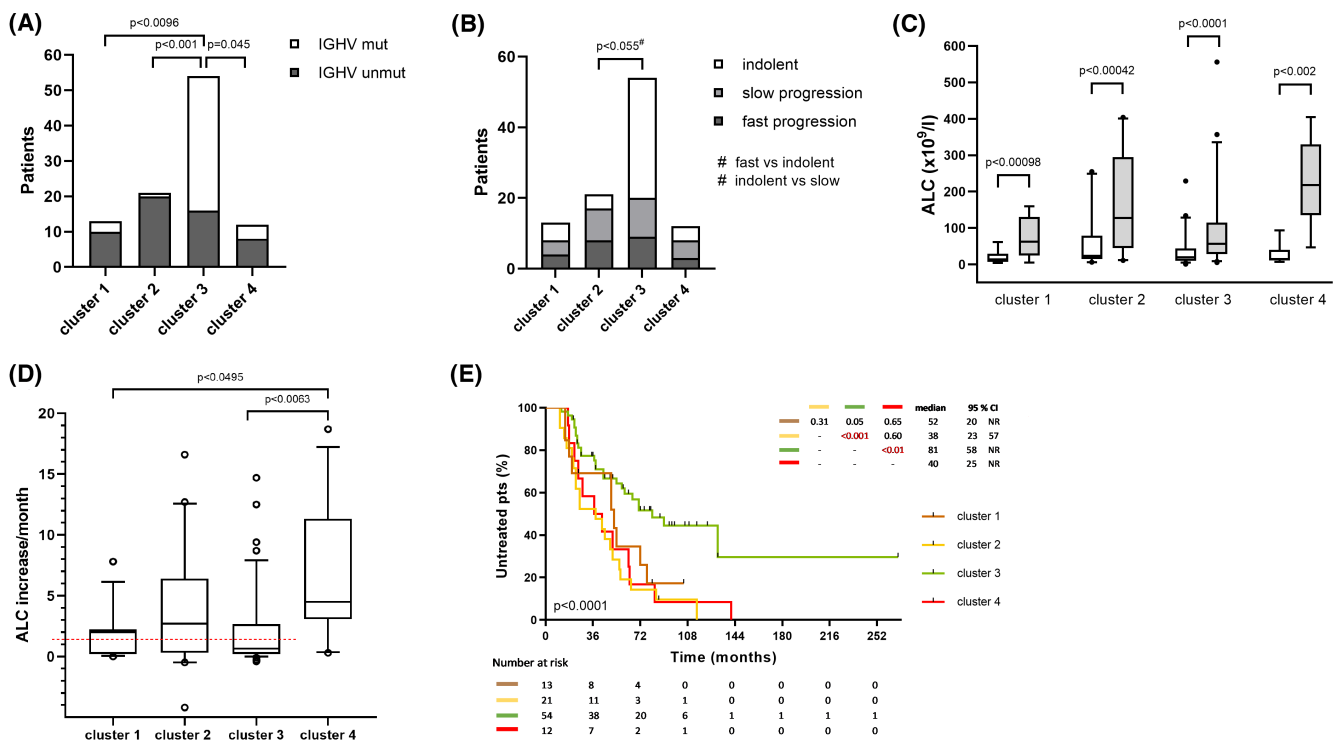 (A)
p<0.0096
p<0.001
p=0.045
IGHV mut
IGHV unmut
Patients
60
50
40
30
20
10
0
cluster 1
cluster 2
cluster 3
cluster 4
(B)
p<0.055#
indolent
slow progression
fast progression
# fast vs indolent
# indolent vs slow
Patients
60
40
20
0
cluster 1
cluster 2
cluster 3
cluster 4
(C)
p<0.00098
p<0.00042
p<0.0001
p<0.002
ALC (x10⁹/l)
600
500
400
300
200
100
0
cluster 1
cluster 2
cluster 3
cluster 4
(D)
p<0.0495
p<0.0063
ALC increase/month
20
15
10
5
0
cluster 1
cluster 2
cluster 3
cluster 4
(E)
median 95 % CI
0.31 0.05 0.65 52 20 NR
- <0.001 0.60 38 23 57
- - <0.01 81 58 NR
- - - 40 25 NR
cluster 1
cluster 2
cluster 3
cluster 4
Untreated pts (%)
100
80
60
40
20
0
p<0.0001
0 36 72 108 144 180 216 252
Time (months)
Number at risk
13 8 4 0 0 0 0 0
21 11 3 1 0 0 0 0
54 38 20 6 1 1 1 1
12 7 2 1 0 0 0 0